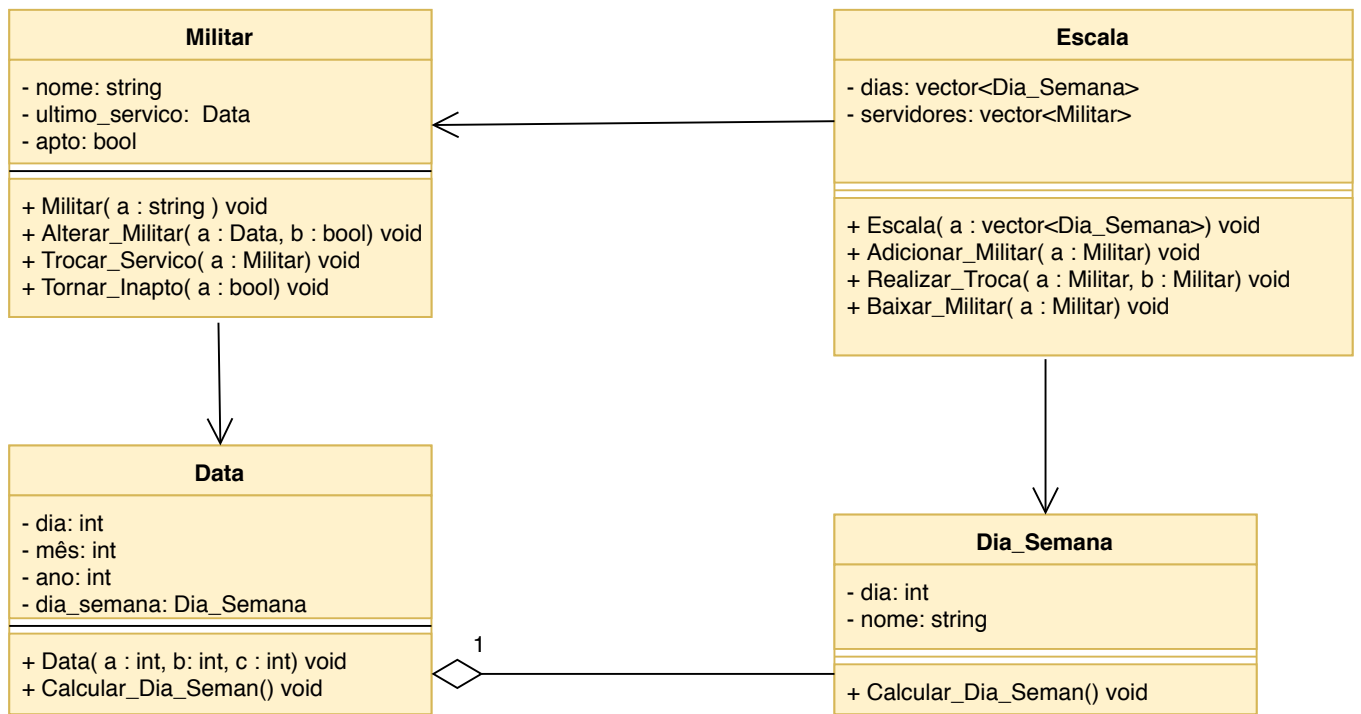 Militar
- nome: string
- ultimo_servico:  Data
- apto: bool
+ Militar( a : string ) void
+ Alterar_Militar( a : Data, b : bool) void
+ Trocar_Servico( a : Militar) void
+ Tornar_Inapto( a : bool) void
Escala
- dias: vector<Dia_Semana>
- servidores: vector<Militar>
+ Escala( a : vector<Dia_Semana>) void
+ Adicionar_Militar( a : Militar) void
+ Realizar_Troca( a : Militar, b : Militar) void
+ Baixar_Militar( a : Militar) void
Data
- dia: int
- mês: int
- ano: int
- dia_semana: Dia_Semana
+ Data( a : int, b: int, c : int) void
+ Calcular_Dia_Seman() void
1
Dia_Semana
- dia: int
- nome: string
+ Calcular_Dia_Seman() void